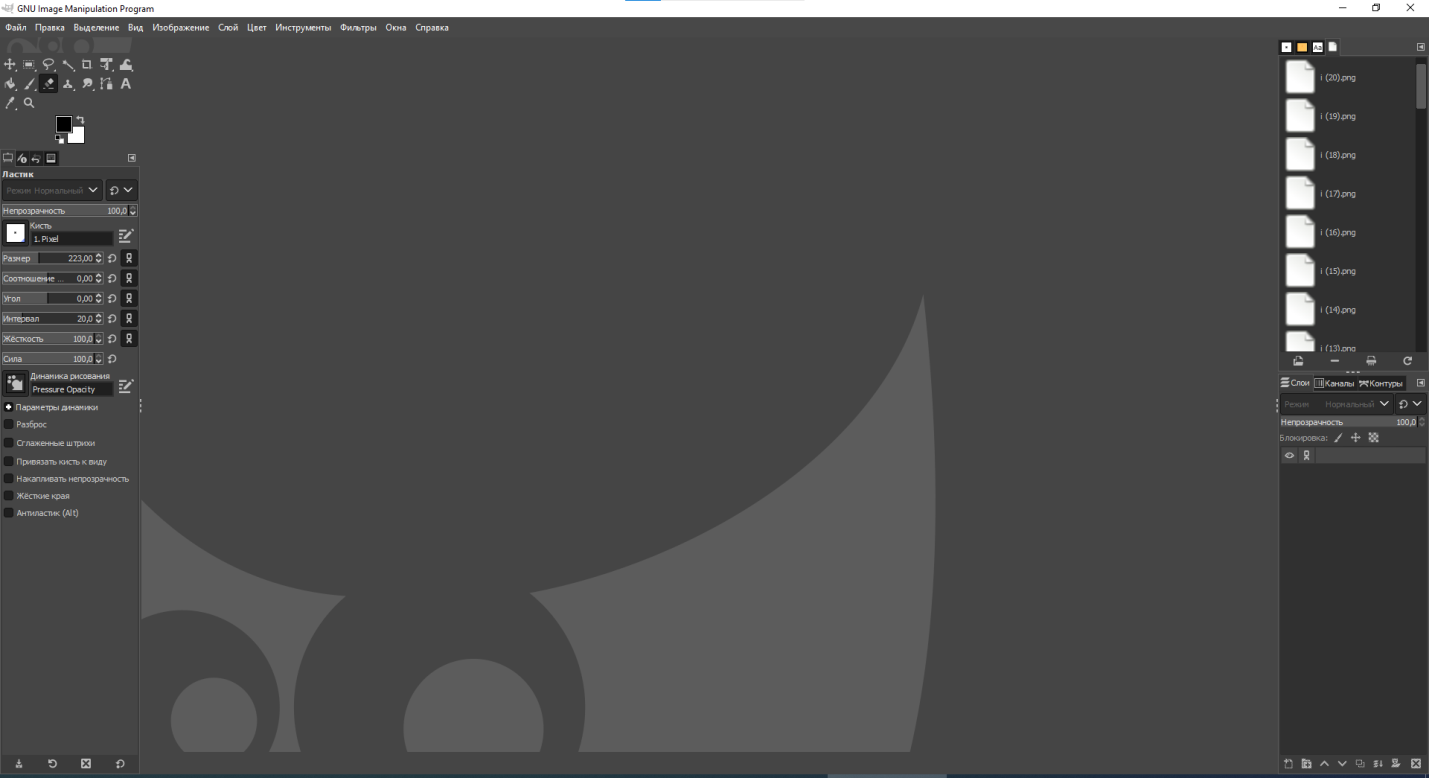 GNU Image Manipulation Program
Файл Правка Выделение Вид Изображение Слой Цвет Инструменты Фильтры Окна Справка
Ластик
Режим Нормальный
Непрозрачность 100,0
Кисть
1. Pixel
Размер 223,00
Соотношение ... 0,00
Угол 0,00
Интервал 20,0
Жёсткость 100,0
Сила 100,0
Динамика рисования
Pressure Opacity
Параметры динамики
Разброс
Сглаженные штрихи
Привязать кисть к виду
Накапливать непрозрачность
Жёсткие края
Антиластик (Alt)
Aa
i (20).png
i (19).png
i (18).png
i (17).png
i (16).png
i (15).png
i (14).png
i (13).png
Слои Каналы Контуры
Режим Нормальный
Непрозрачность 100,0
Блокировка: